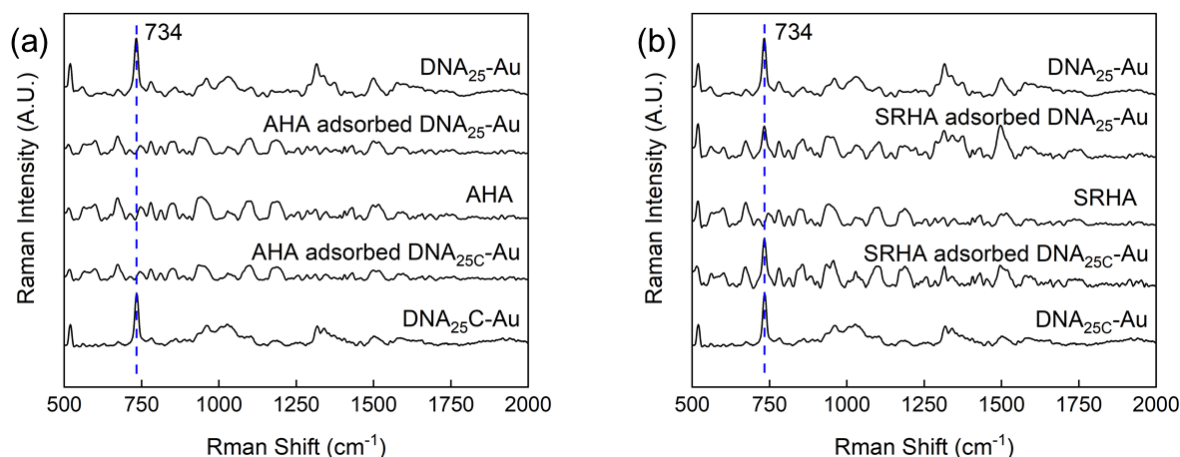 (a)
734
DNA₂₅-Au
AHA adsorbed DNA₂₅-Au
AHA
AHA adsorbed DNA₂₅C-Au
DNA₂₅C-Au
Raman Intensity (A.U.)
500 750 1000 1250 1500 1750 2000
Rman Shift (cm⁻¹)
(b)
734
DNA₂₅-Au
SRHA adsorbed DNA₂₅-Au
SRHA
SRHA adsorbed DNA₂₅C-Au
DNA₂₅C-Au
Raman Intensity (A.U.)
500 750 1000 1250 1500 1750 2000
Rman Shift (cm⁻¹)